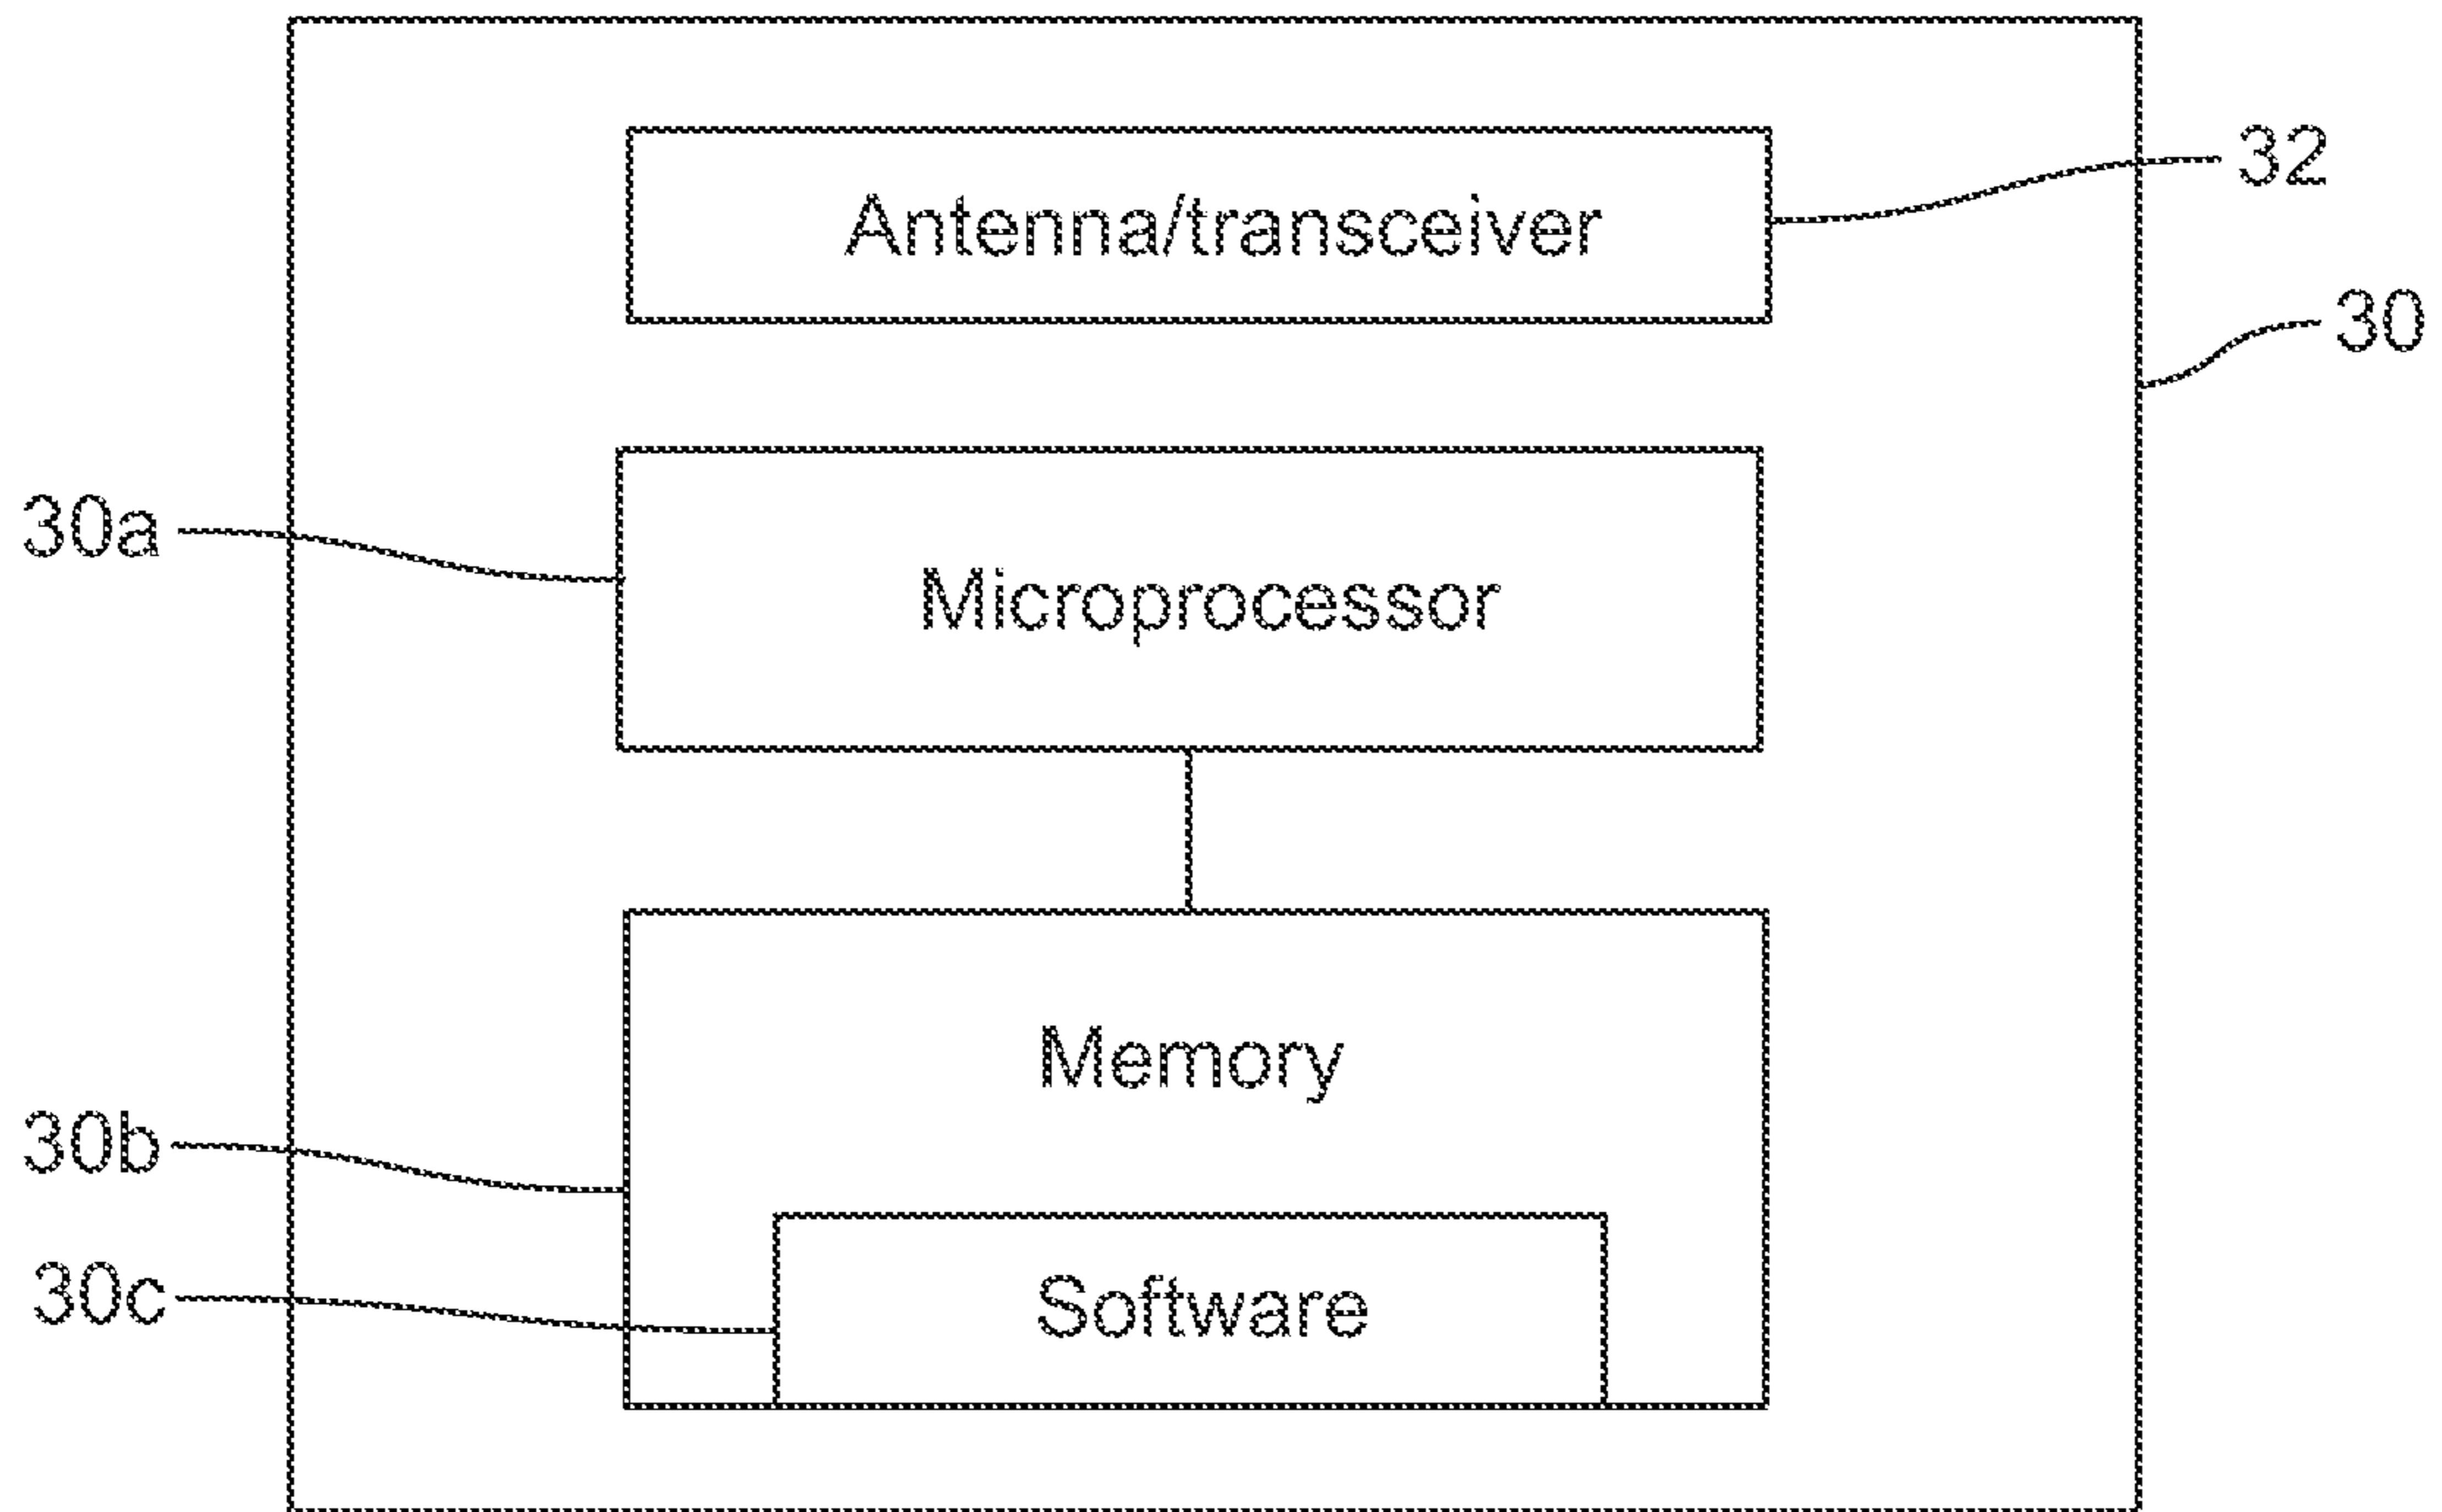 Antenna/transceiver
32
30
30a
Microprocessor
Memory
30b
30c
Software